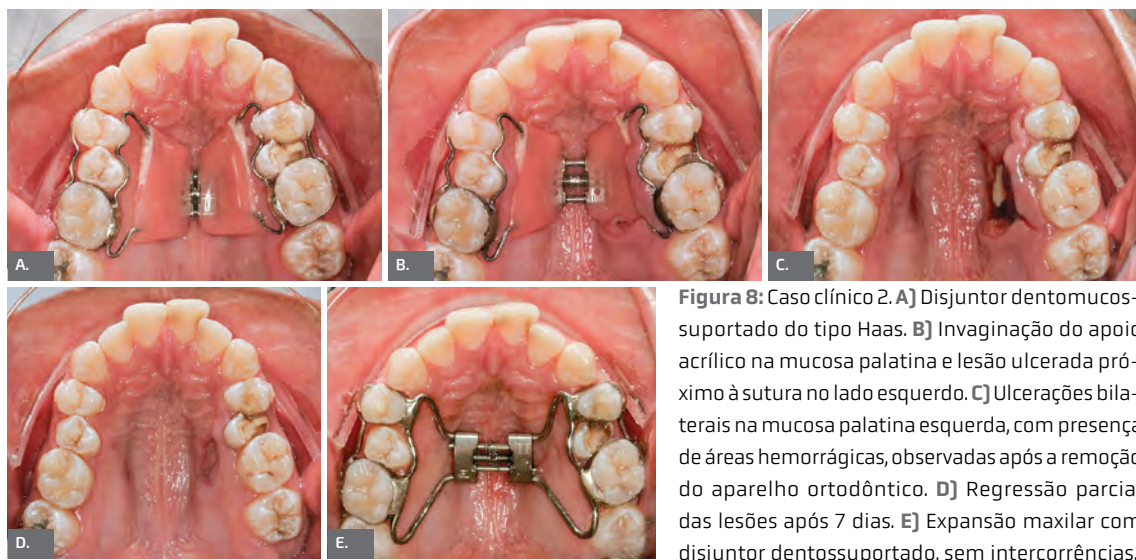 A.
B.
C.
D.
E.
Figura 8: Caso clínico 2. A) Disjuntor dentomucos-
suportado do tipo Haas. B) Invaginação do apoio
acrílico na mucosa palatina e lesão ulcerada pró-
ximo à sutura no lado esquerdo. C) Ulcerações bila-
terais na mucosa palatina esquerda, com presença
de áreas hemorrágicas, observadas após a remoção
do aparelho ortodôntico. D) Regressão parcial
das lesões após 7 dias. E) Expansão maxilar com
disjuntor dentossuportado, sem intercorrências.